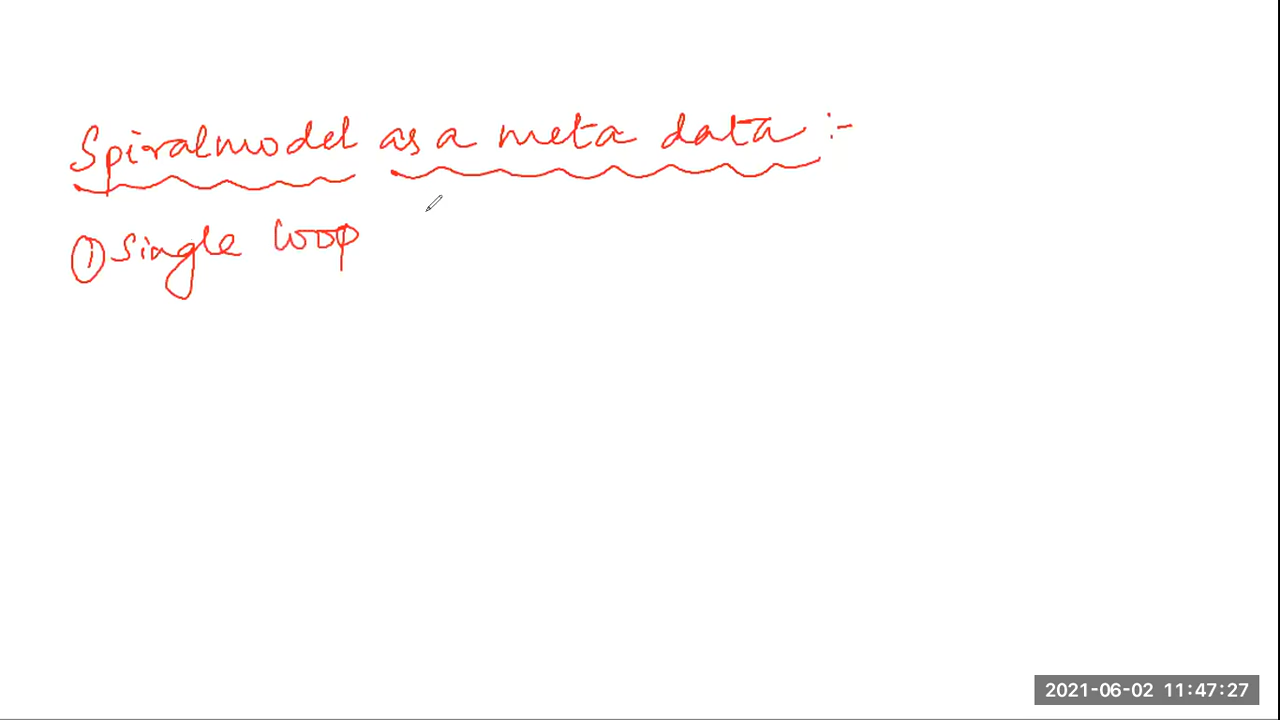 Spiralmodel as a meta data :-
① Single loop
2021-06-02 11:47:27